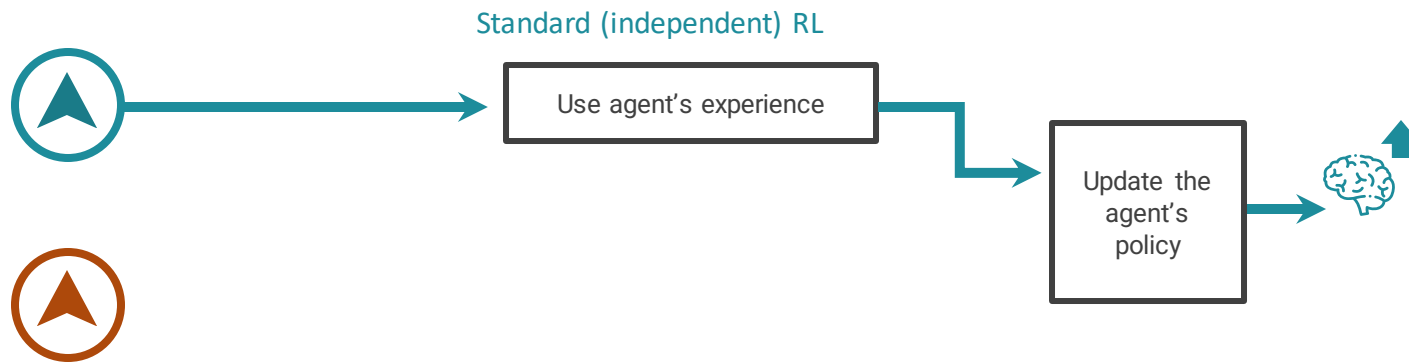 Standard (independent) RL
Use agent’s experience
Update the
agent’s
policy